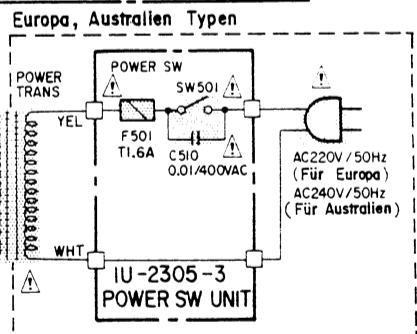 Europa, Australien Typen
POWER SW
POWER
TRANS
SW501
YEL
F501
T1.6A
C510
0.01/400VAC
AC220V/50Hz
(Für Europa)
AC240V/50Hz
(Für Australien)
WHT
1U-2305-3
POWER SW UNIT